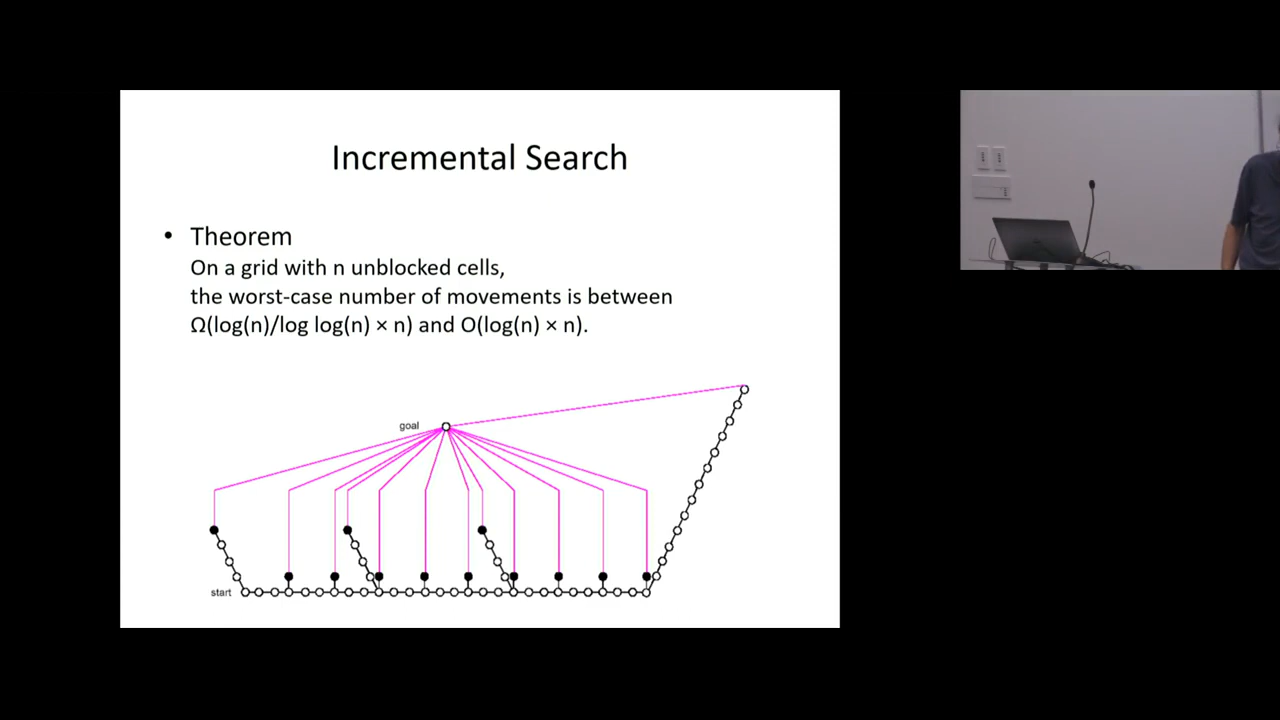 Incremental Search
• Theorem
On a grid with n unblocked cells,
the worst-case number of movements is between
Ω(log(n)/log log(n) × n) and O(log(n) × n).
goal
start